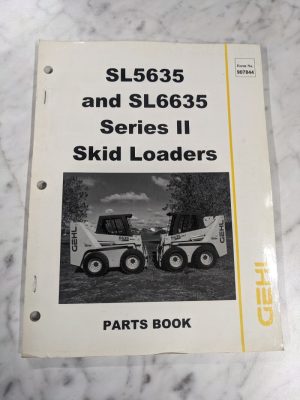 SL5635
and SL6635
Series II
Skid Loaders
Form No.
907844
GEHL
GEHL
GEHL
PARTS BOOK